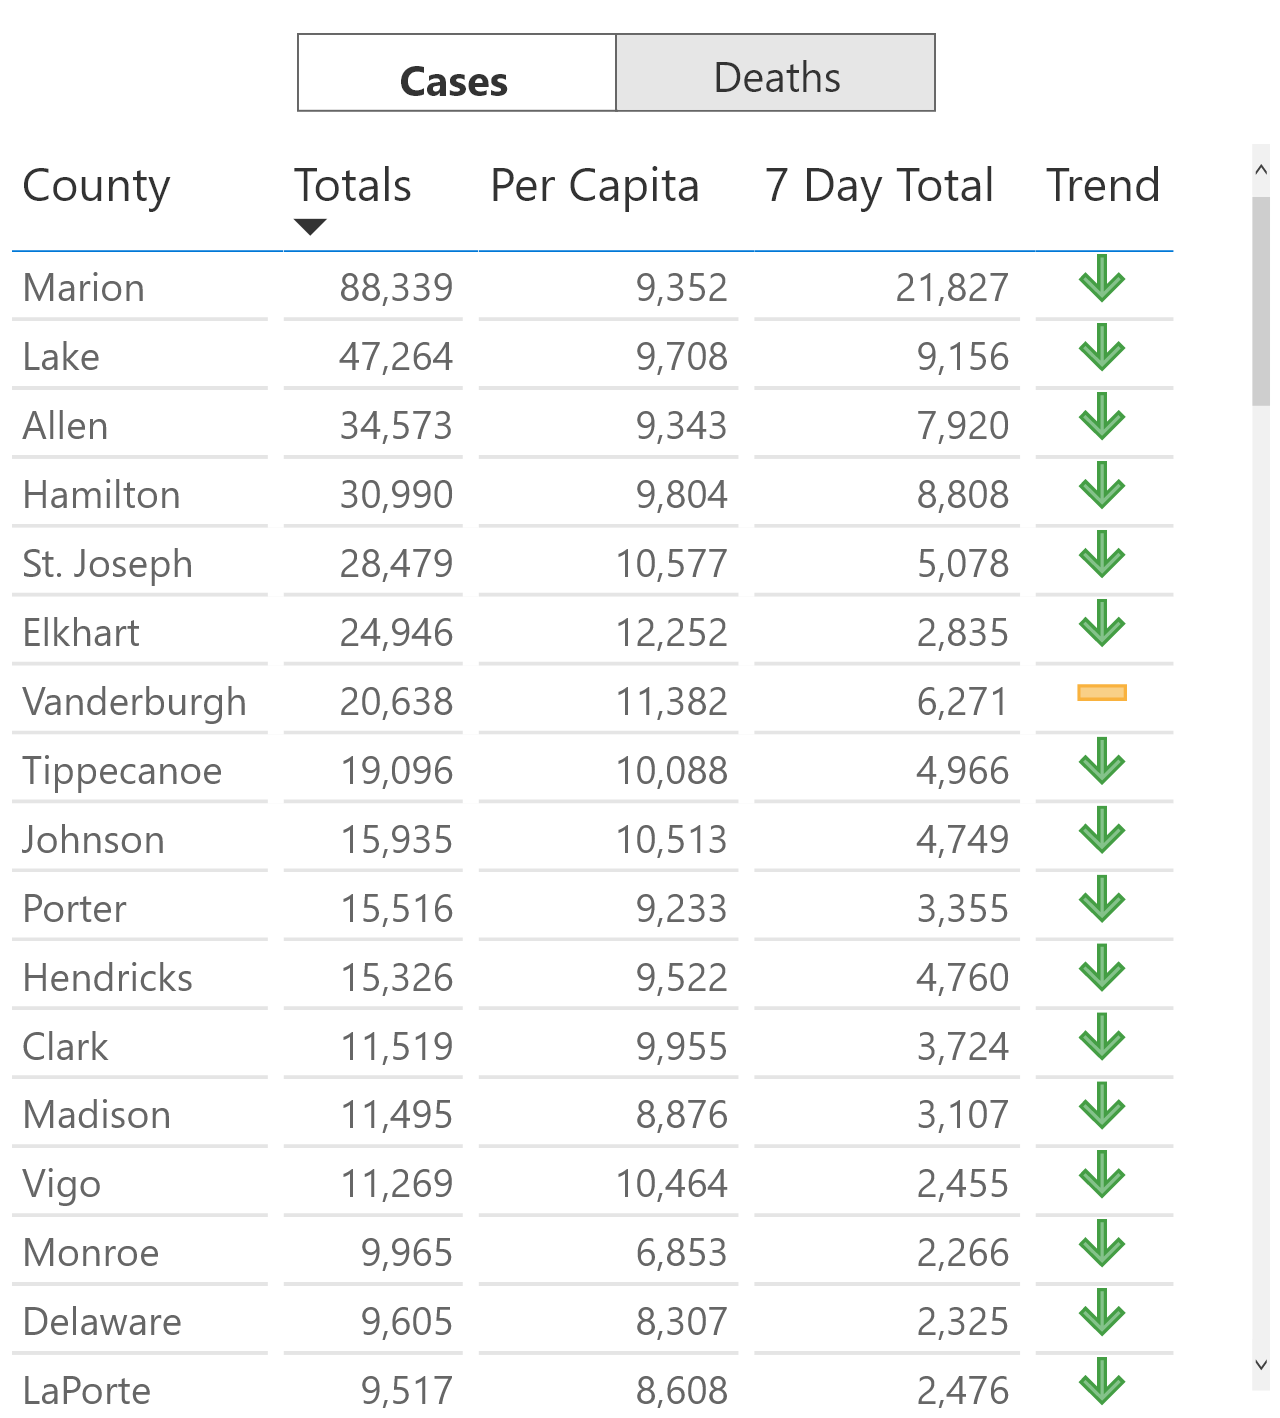 Cases Deaths
County Totals Per Capita 7 Day Total Trend
Marion 88,339 9,352 21,827
Lake 47,264 9,708 9,156
Allen 34,573 9,343 7,920
Hamilton 30,990 9,804 8,808
St. Joseph 28,479 10,577 5,078
Elkhart 24,946 12,252 2,835
Vanderburgh 20,638 11,382 6,271
Tippecanoe 19,096 10,088 4,966
Johnson 15,935 10,513 4,749
Porter 15,516 9,233 3,355
Hendricks 15,326 9,522 4,760
Clark 11,519 9,955 3,724
Madison 11,495 8,876 3,107
Vigo 11,269 10,464 2,455
Monroe 9,965 6,853 2,266
Delaware 9,605 8,307 2,325
LaPorte 9,517 8,608 2,476